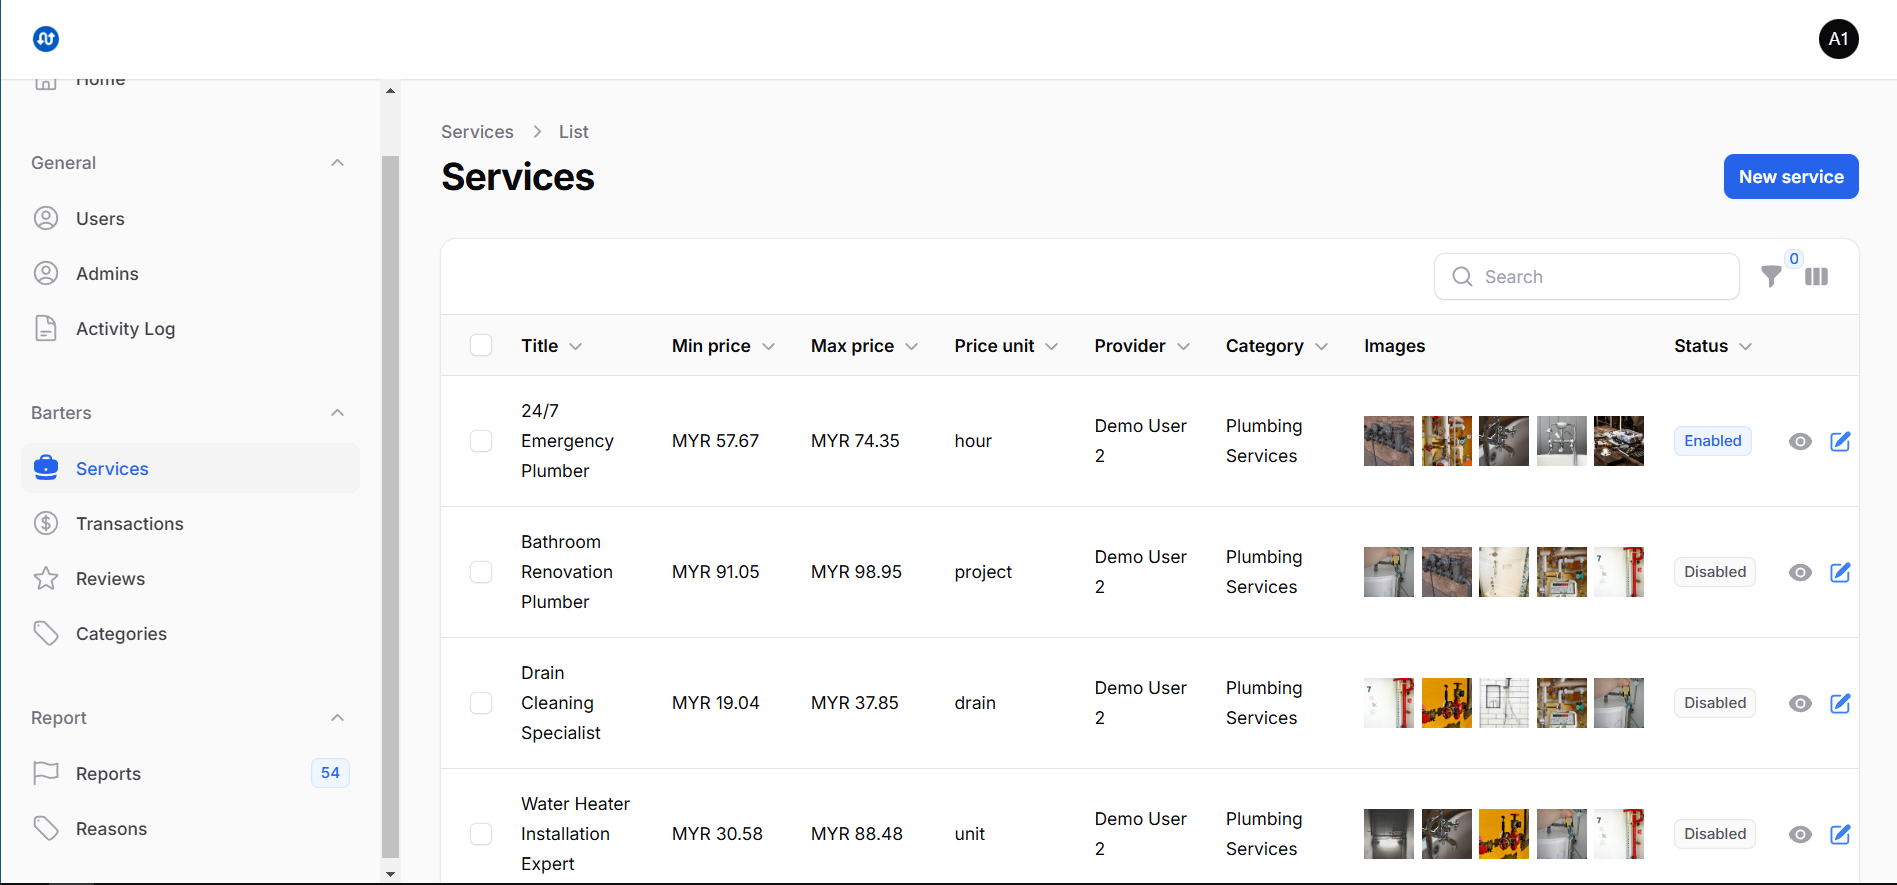 A1
Home
General
Users
Admins
Activity Log
Barters
Services
Transactions
Reviews
Categories
Report
Reports 54
Reasons
Services > List
Services
New service
Search
0
Title Min price Max price Price unit Provider Category Images Status
24/7
Emergency
Plumber
MYR 57.67
MYR 74.35
hour
Demo User
2
Plumbing
Services
Enabled
Bathroom
Renovation
Plumber
MYR 91.05
MYR 98.95
project
Demo User
2
Plumbing
Services
7
Disabled
Drain
Cleaning
Specialist
MYR 19.04
MYR 37.85
drain
Demo User
2
Plumbing
Services
7
Disabled
Water Heater
Installation
Expert
MYR 30.58
MYR 88.48
unit
Demo User
2
Plumbing
Services
7
Disabled